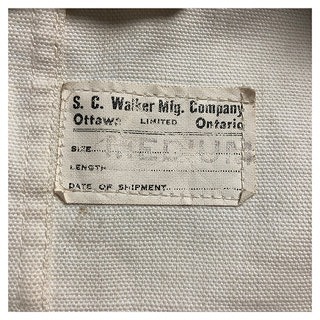 S. C. Walker Mfg. Company
Ottawa LIMITED Ontario
SIZE
LENGTH
DATE OF SHIPMENT